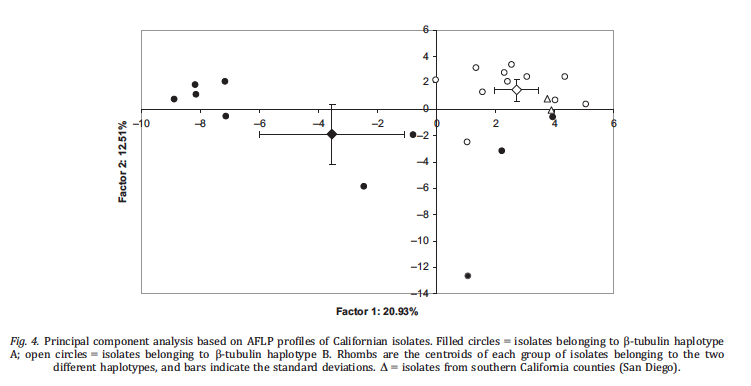 6
4
2
0
−10 −8 −6 −4 −2 0 2 4 6
−2
−4
−6
−8
−10
−12
−14
Factor 2: 12.51%
Factor 1: 20.93%
Fig. 4. Principal component analysis based on AFLP profiles of Californian isolates. Filled circles = isolates belonging to β-tubulin haplotype
A; open circles = isolates belonging to β-tubulin haplotype B. Rhombs are the centroids of each group of isolates belonging to the two
different haplotypes, and bars indicate the standard deviations. Δ = isolates from southern California counties (San Diego).